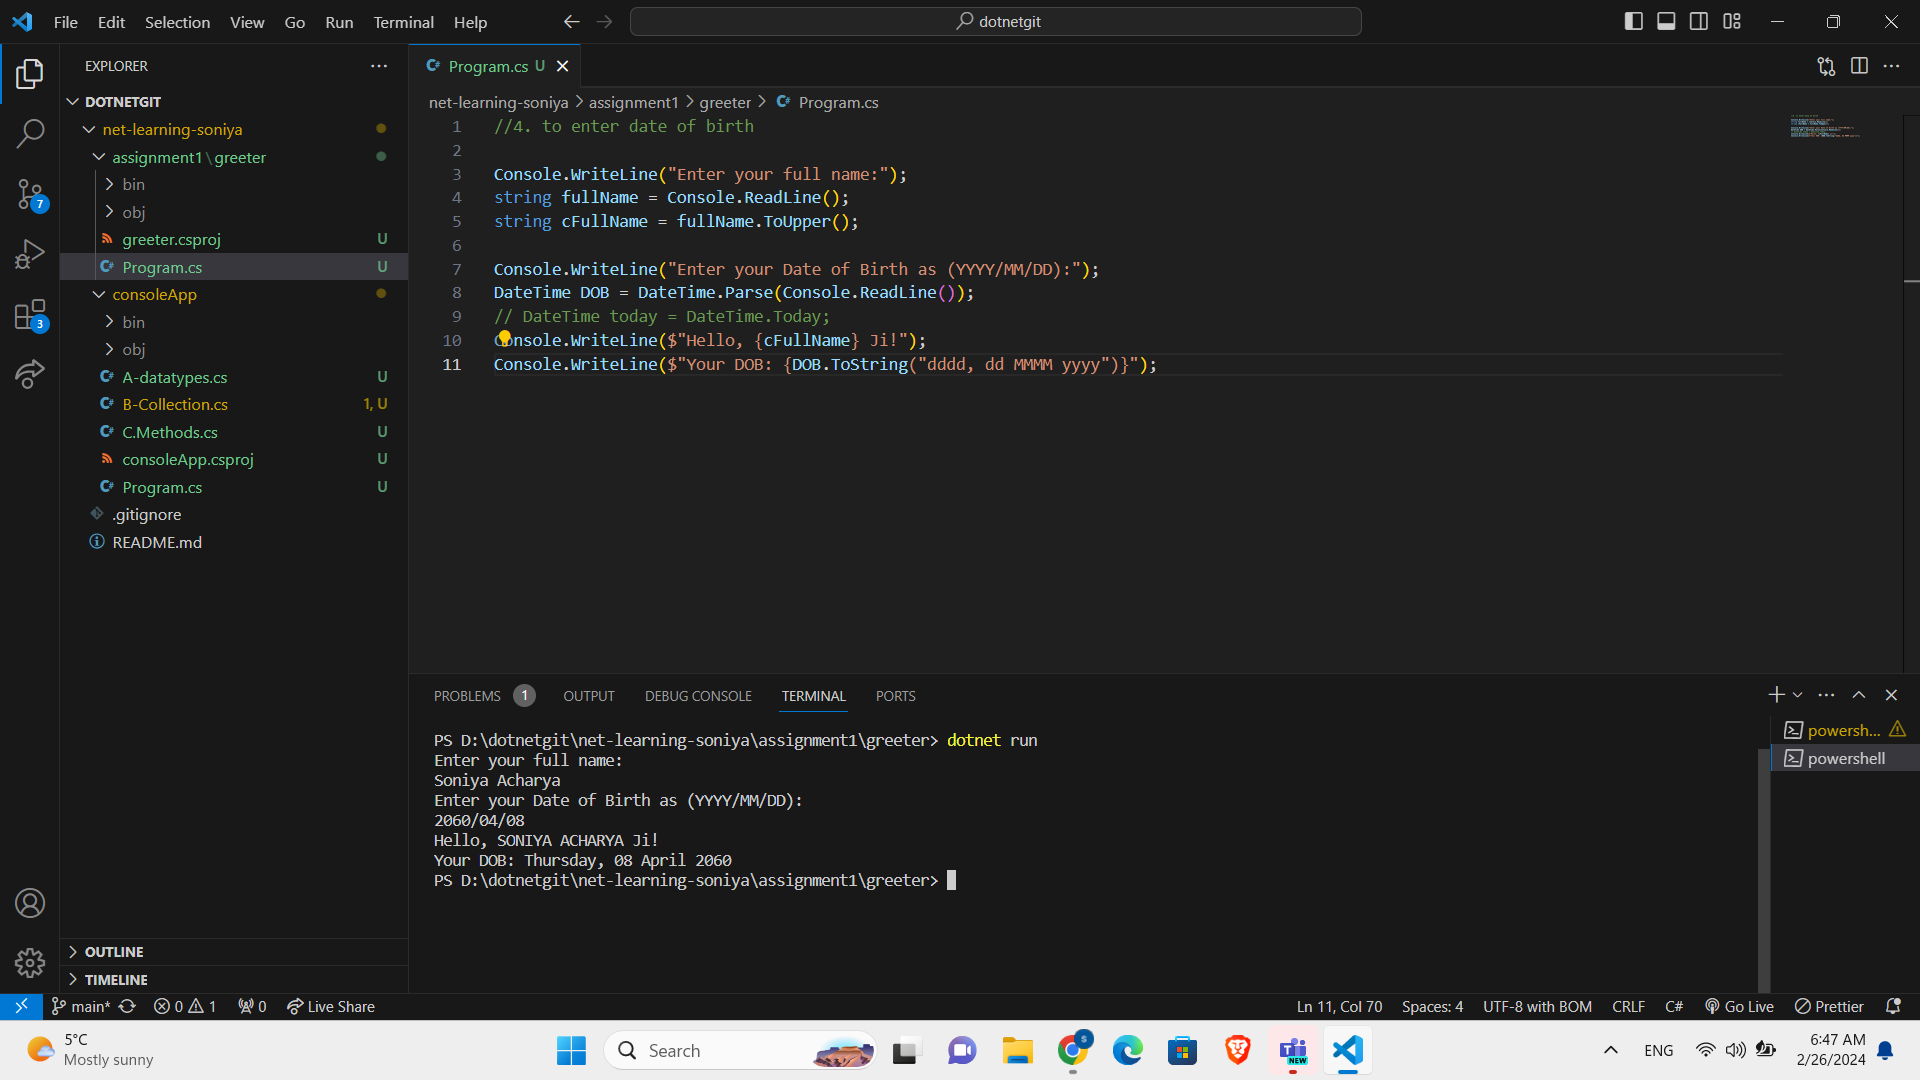 File Edit Selection View Go Run Terminal Help
dotnetgit
EXPLORER
DOTNETGIT
net-learning-soniya
assignment1\greeter
bin
obj
greeter.csproj U
Program.cs U
consoleApp
bin
obj
A-datatypes.cs U
B-Collection.cs 1, U
C.Methods.cs U
consoleApp.csproj U
Program.cs U
.gitignore
README.md
OUTLINE
TIMELINE
7
3
Program.cs U
net-learning-soniya > assignment1 > greeter > Program.cs
1 //4. to enter date of birth
2
3 Console.WriteLine("Enter your full name:");
4 string fullName = Console.ReadLine();
5 string cFullName = fullName.ToUpper();
6
7 Console.WriteLine("Enter your Date of Birth as (YYYY/MM/DD):");
8 DateTime DOB = DateTime.Parse(Console.ReadLine());
9 // DateTime today = DateTime.Today;
10 Console.WriteLine($"Hello, {cFullName} Ji!");
11 Console.WriteLine($"Your DOB: {DOB.ToString("dddd, dd MMMM yyyy")}");
PROBLEMS 1 OUTPUT DEBUG CONSOLE TERMINAL PORTS
PS D:\dotnetgit\net-learning-soniya\assignment1\greeter> dotnet run
Enter your full name:
Soniya Acharya
Enter your Date of Birth as (YYYY/MM/DD):
2060/04/08
Hello, SONIYA ACHARYA Ji!
Your DOB: Thursday, 08 April 2060
PS D:\dotnetgit\net-learning-soniya\assignment1\greeter>
powersh...
powershell
main* 0 1 0 Live Share
Ln 11, Col 70 Spaces: 4 UTF-8 with BOM CRLF C# Go Live Prettier
5°C
Mostly sunny
Search
NEW
ENG
6:47 AM
2/26/2024